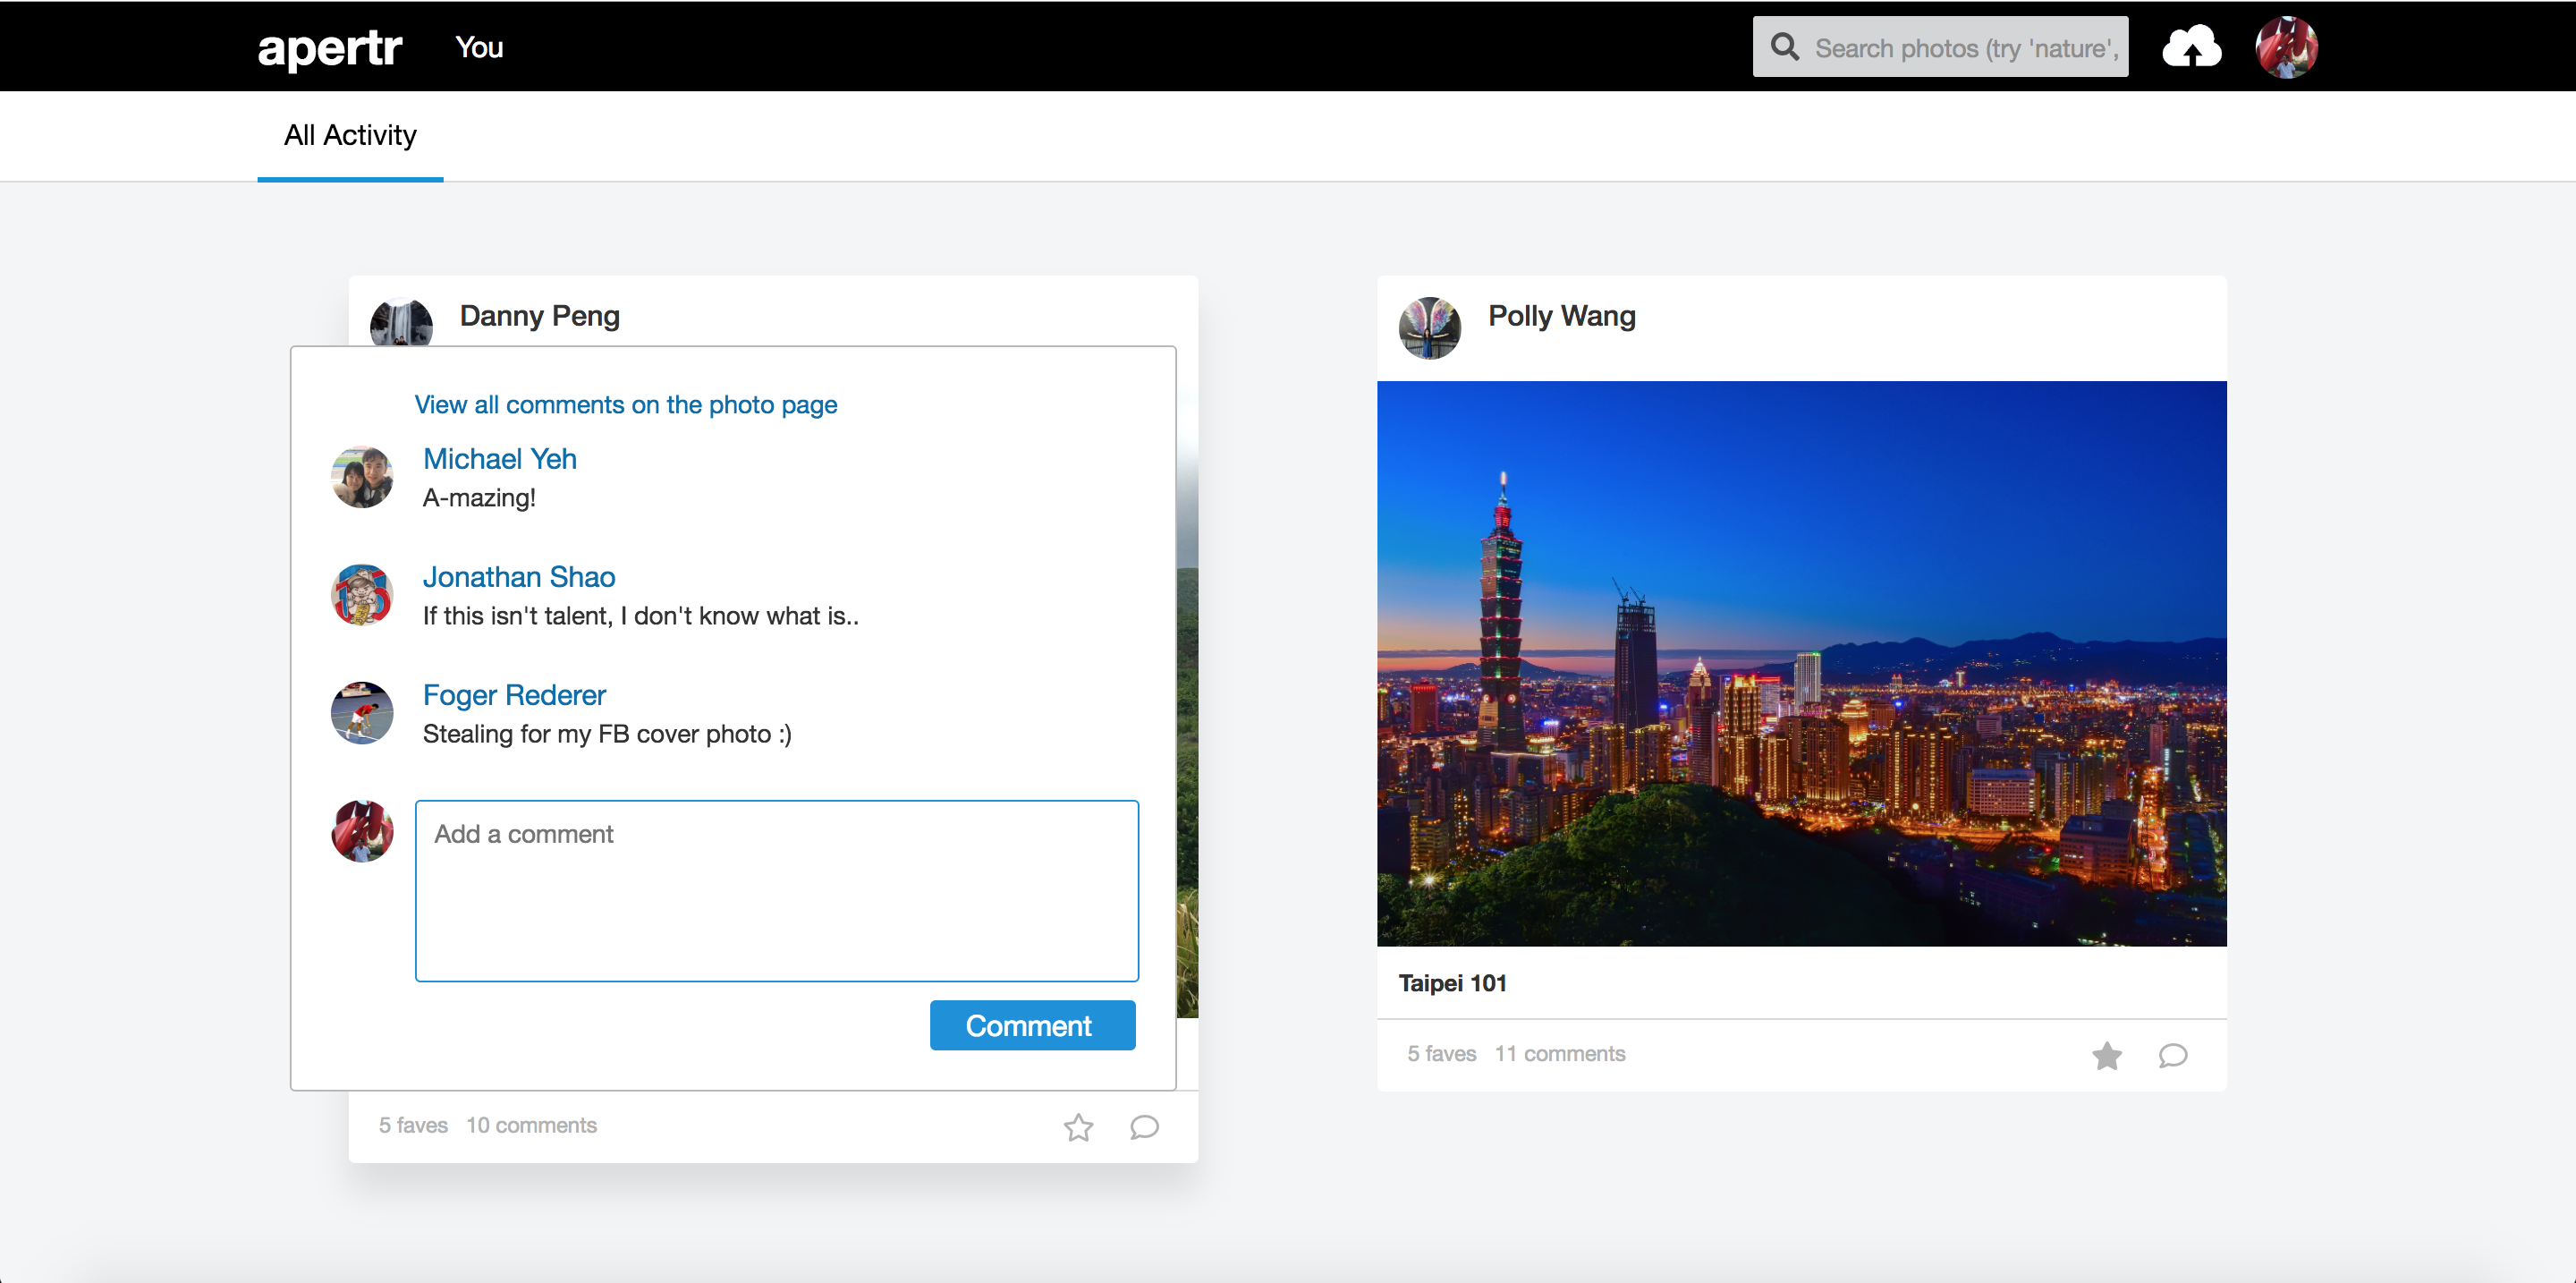 apertr
You
Search photos (try 'nature',
All Activity
Danny Peng
View all comments on the photo page
Michael Yeh
A-mazing!
Jonathan Shao
If this isn't talent, I don't know what is..
Foger Rederer
Stealing for my FB cover photo :)
Add a comment
Comment
5 faves 10 comments
Polly Wang
Taipei 101
5 faves 11 comments